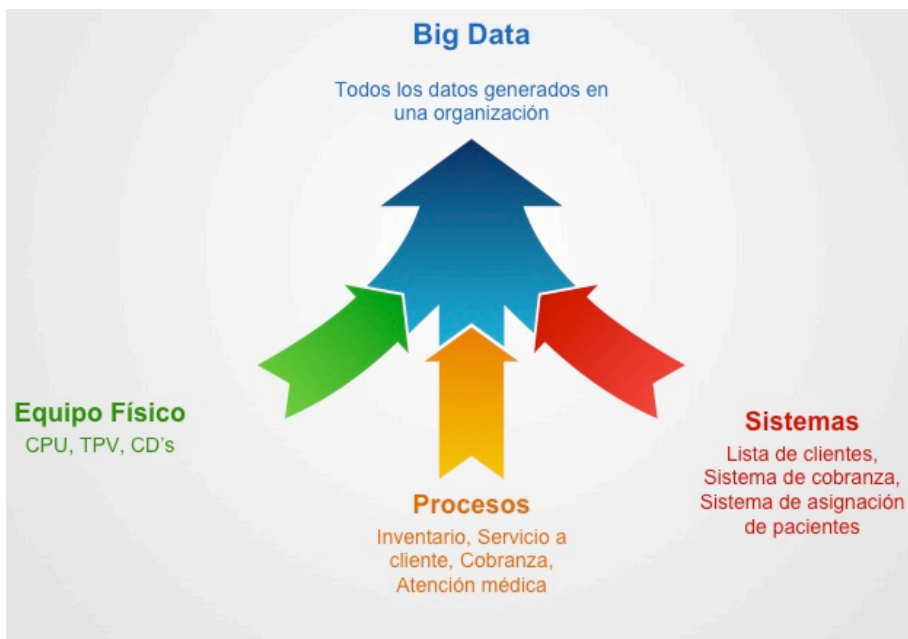 Big Data
Todos los datos generados en
una organización
Equipo Físico
CPU, TPV, CD's
Procesos
Inventario, Servicio a
cliente, Cobranza,
Atención médica
Sistemas
Lista de clientes,
Sistema de cobranza,
Sistema de asignación
de pacientes